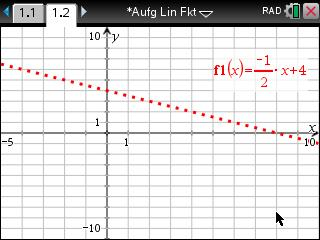 1.1 1.2 *Aufg Lin Fkt RAD
10 y
f1(x)=-1/2·x+4
1
x
-5 1 10
-10